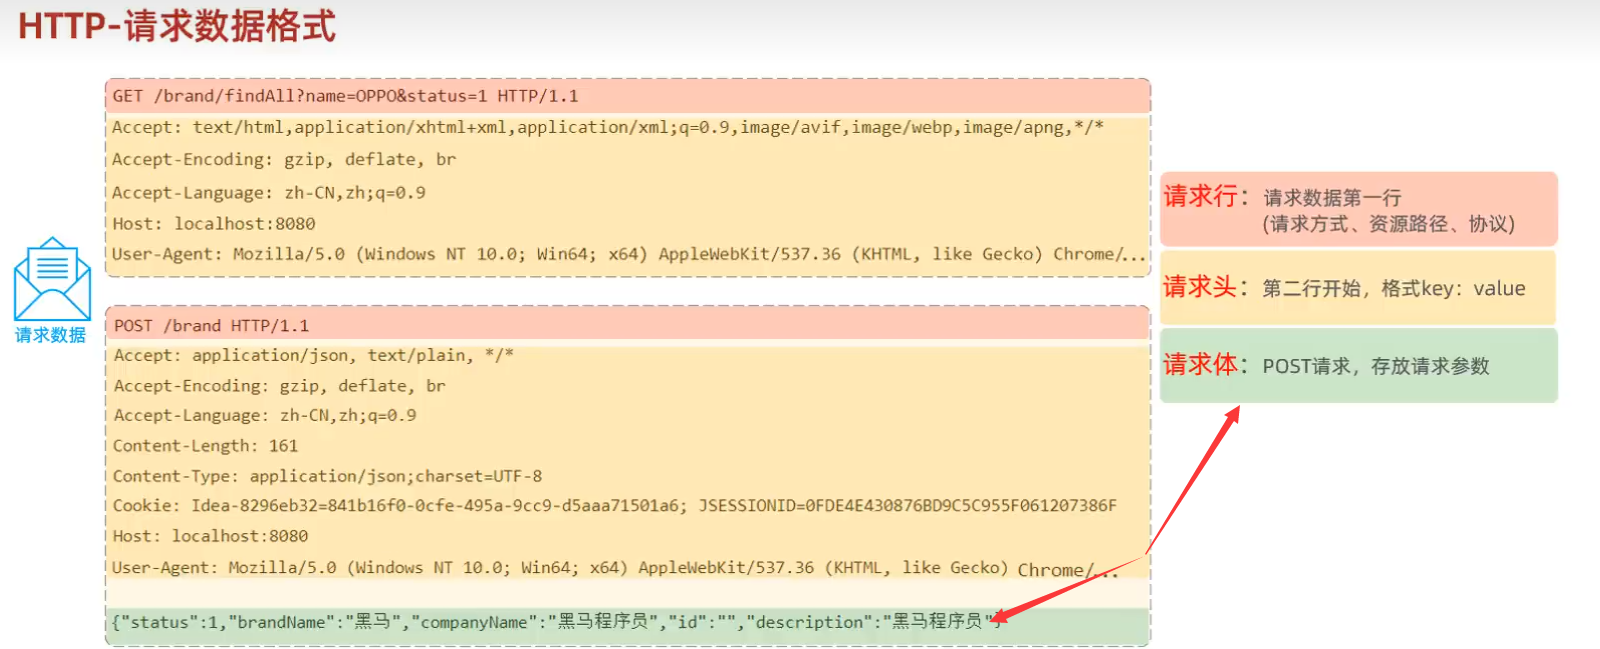 HTTP-请求数据格式
GET /brand/findAll?name=OPPO&status=1 HTTP/1.1
Accept: text/html,application/xhtml+xml,application/xml;q=0.9,image/avif,image/webp,image/apng,*/*
Accept-Encoding: gzip, deflate, br
Accept-Language: zh-CN,zh;q=0.9
Host: localhost:8080
User-Agent: Mozilla/5.0 (Windows NT 10.0; Win64; x64) AppleWebKit/537.36 (KHTML, like Gecko) Chrome/...
请求数据
POST /brand HTTP/1.1
Accept: application/json, text/plain, */*
Accept-Encoding: gzip, deflate, br
Accept-Language: zh-CN,zh;q=0.9
Content-Length: 161
Content-Type: application/json;charset=UTF-8
Cookie: Idea-8296eb32=841b16f0-0cfe-495a-9cc9-d5aaa71501a6; JSESSIONID=0FDE4E430876BD9C5C955F061207386F
Host: localhost:8080
User-Agent: Mozilla/5.0 (Windows NT 10.0; Win64; x64) AppleWebKit/537.36 (KHTML, like Gecko) Chrome/...
{"status":1,"brandName":"黑马","companyName":"黑马程序员","id":"","description":"黑马程序员"}
请求行：请求数据第一行
(请求方式、资源路径、协议)
请求头：第二行开始，格式key：value
请求体：POST请求，存放请求参数